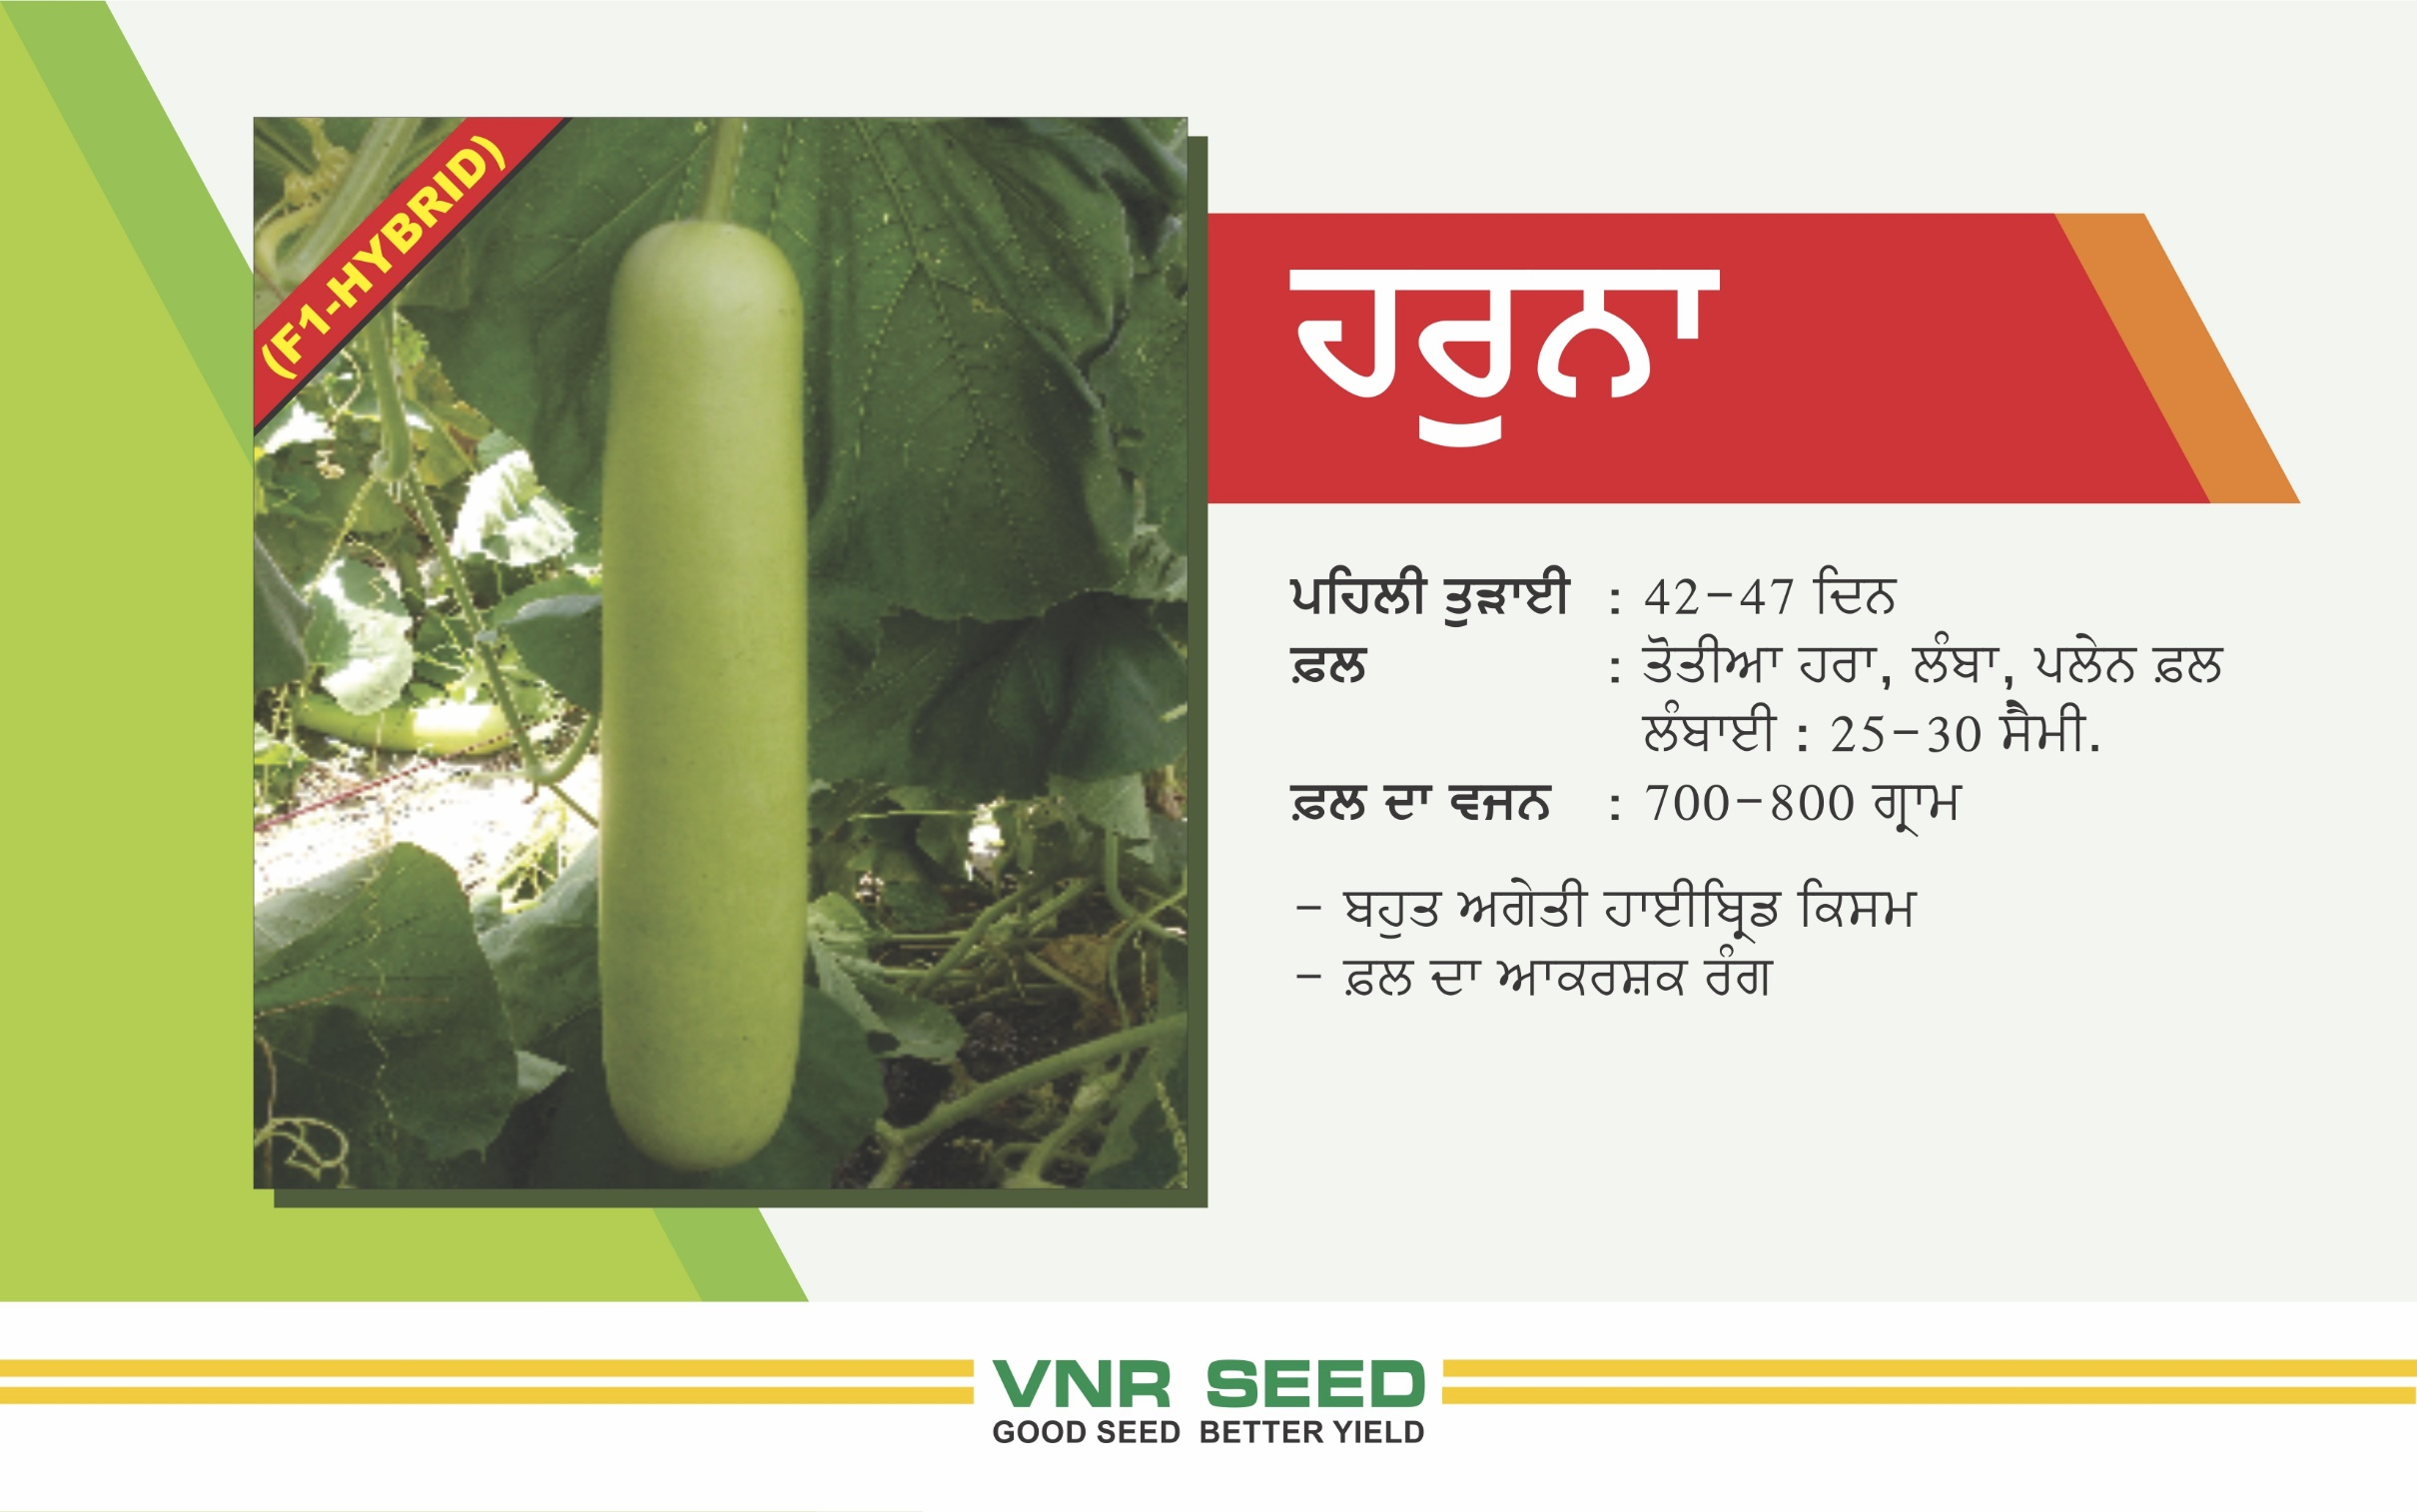 (F1-HYBRID))
ਹਰੁਨਾ
ਪਹਿਲੀ ਤੁੜਾਈ : 42-47 ਦਿਨ
ਫ਼ਲ : ਤੋਤੀਆ ਹਰਾ, ਲੰਬਾ, ਪਲੇਨ ਫ਼ਲ
ਲੰਬਾਈ : 25-30 ਸੈਮੀ.
ਫ਼ਲ ਦਾ ਵਜਨ : 700-800 ਗ੍ਰਾਮ
- ਬਹੁਤ ਅਗੇਤੀ ਹਾਈਬ੍ਰਿਡ ਕਿਸਮ
- ਫ਼ਲ ਦਾ ਆਕਰਸ਼ਕ ਰੰਗ
VNR SEED
GOOD SEED BETTER YIELD